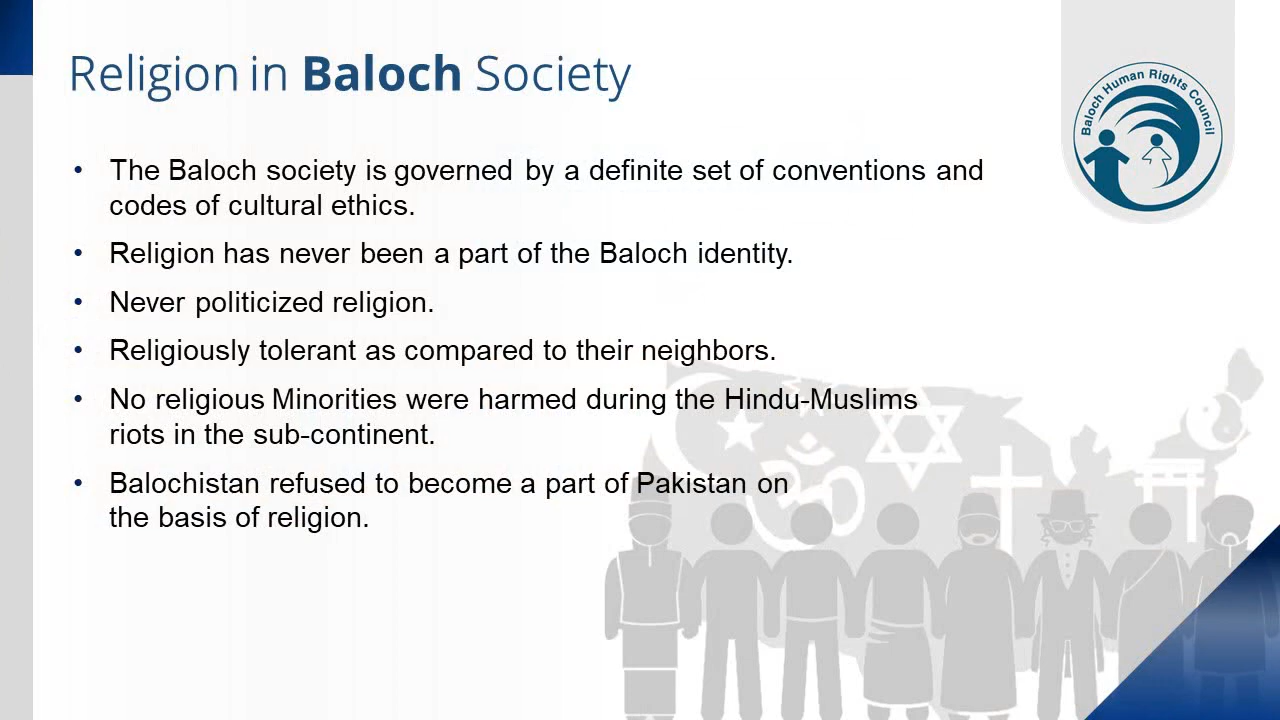 Religion in Baloch Society
Baloch Human Rights Council
• The Baloch society is governed by a definite set of conventions and
codes of cultural ethics.
• Religion has never been a part of the Baloch identity.
• Never politicized religion.
• Religiously tolerant as compared to their neighbors.
• No religious Minorities were harmed during the Hindu-Muslims
riots in the sub-continent.
• Balochistan refused to become a part of Pakistan on
the basis of religion.